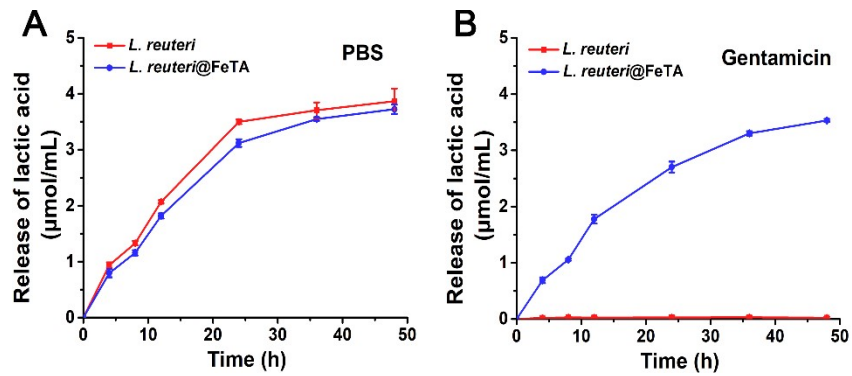 A
L. reuteri
L. reuteri@FeTA
PBS
Release of lactic acid
(μmol/mL)
5
4
3
2
1
0
0 10 20 30 40 50
Time (h)
B
L. reuteri
L. reuteri@FeTA
Gentamicin
Release of lactic acid
(μmol/mL)
5
4
3
2
1
0
0 10 20 30 40 50
Time (h)